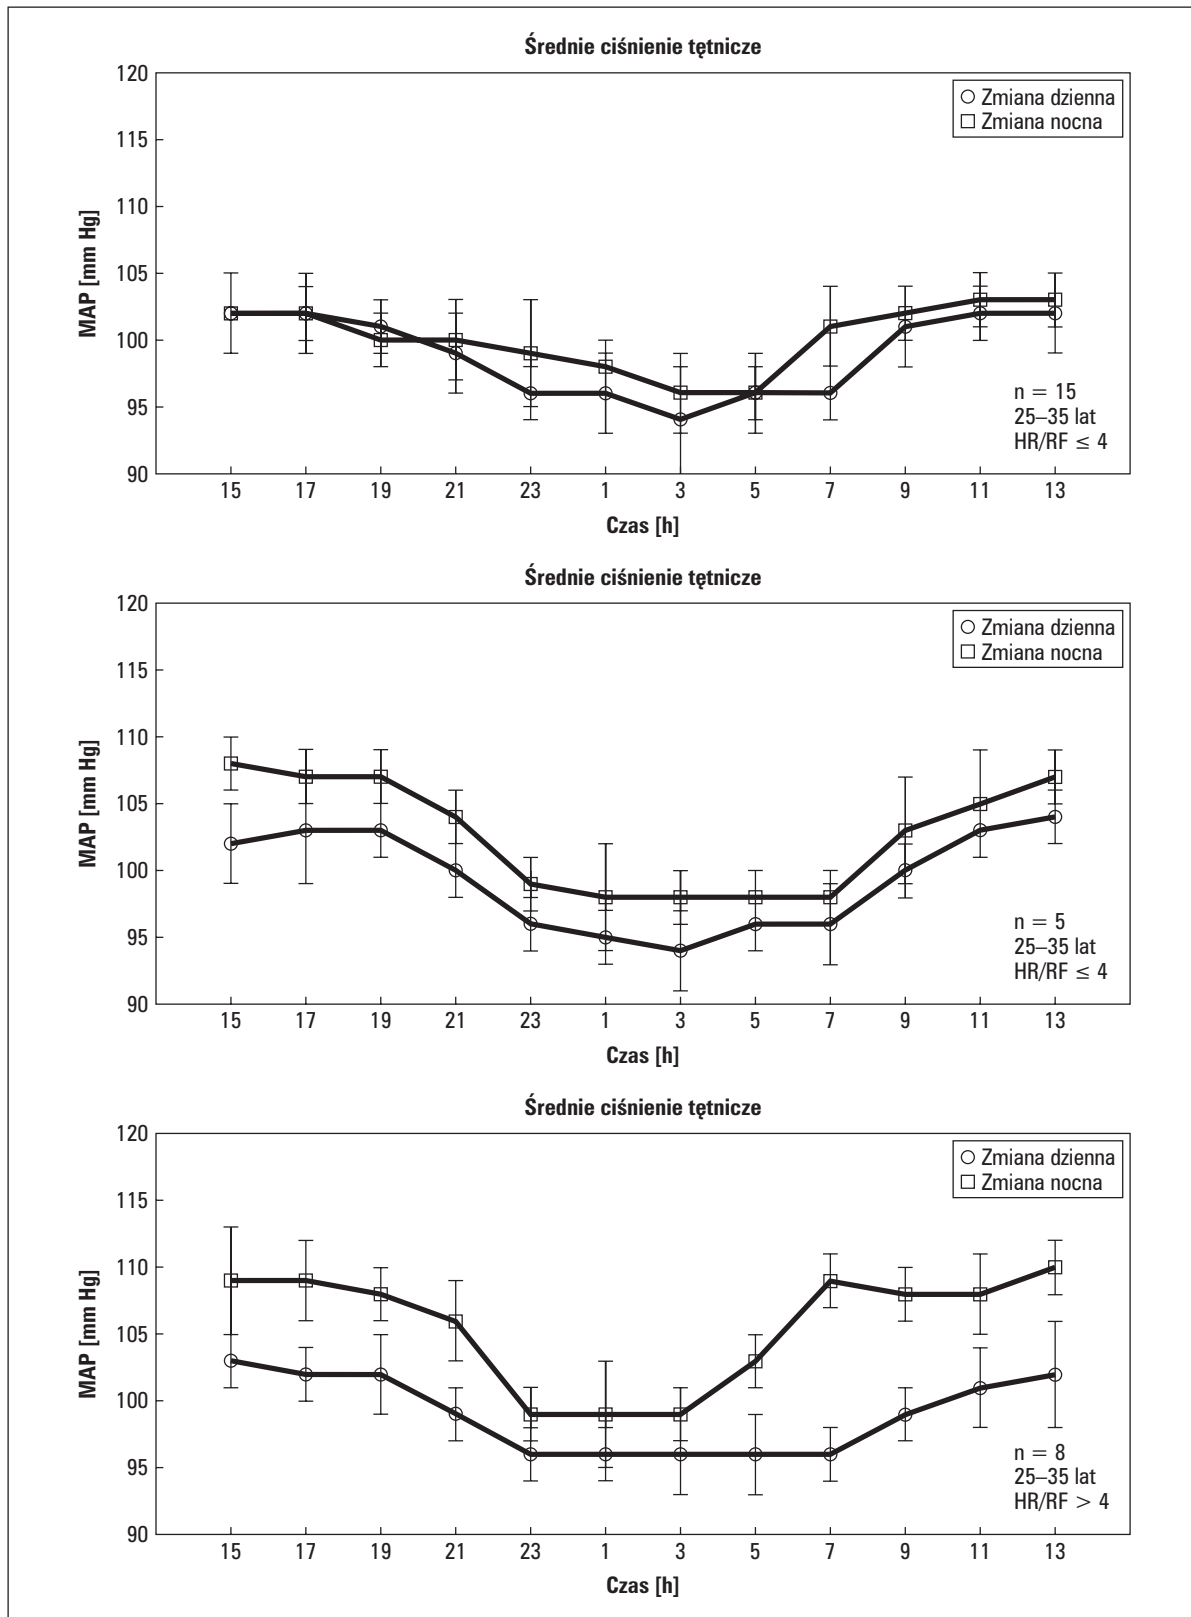 Średnie ciśnienie tętnicze
120
115
110
105
100
95
90
MAP [mm Hg]
Zmiana dzienna
Zmiana nocna
n = 15
25–35 lat
HR/RF ≤ 4
15 17 19 21 23 1 3 5 7 9 11 13
Czas [h]
Średnie ciśnienie tętnicze
120
115
110
105
100
95
90
MAP [mm Hg]
Zmiana dzienna
Zmiana nocna
n = 5
25–35 lat
HR/RF ≤ 4
15 17 19 21 23 1 3 5 7 9 11 13
Czas [h]
Średnie ciśnienie tętnicze
120
115
110
105
100
95
90
MAP [mm Hg]
Zmiana dzienna
Zmiana nocna
n = 8
25–35 lat
HR/RF > 4
15 17 19 21 23 1 3 5 7 9 11 13
Czas [h]